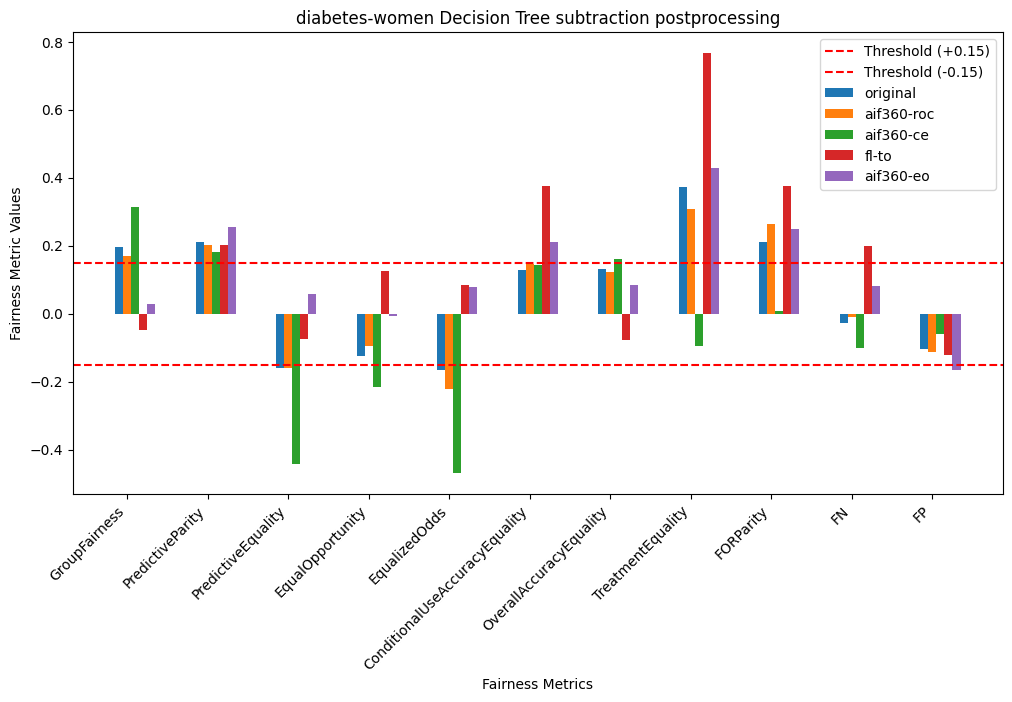 diabetes-women Decision Tree subtraction postprocessing
Threshold (+0.15)
Threshold (-0.15)
original
aif360-roc
aif360-ce
fl-to
aif360-eo
Fairness Metric Values
0.8
0.6
0.4
0.2
0.0
−0.2
−0.4
GroupFairness
PredictiveParity
PredictiveEquality
EqualOpportunity
EqualizedOdds
ConditionalUseAccuracyEquality
OverallAccuracyEquality
TreatmentEquality
FORParity
FN
FP
Fairness Metrics